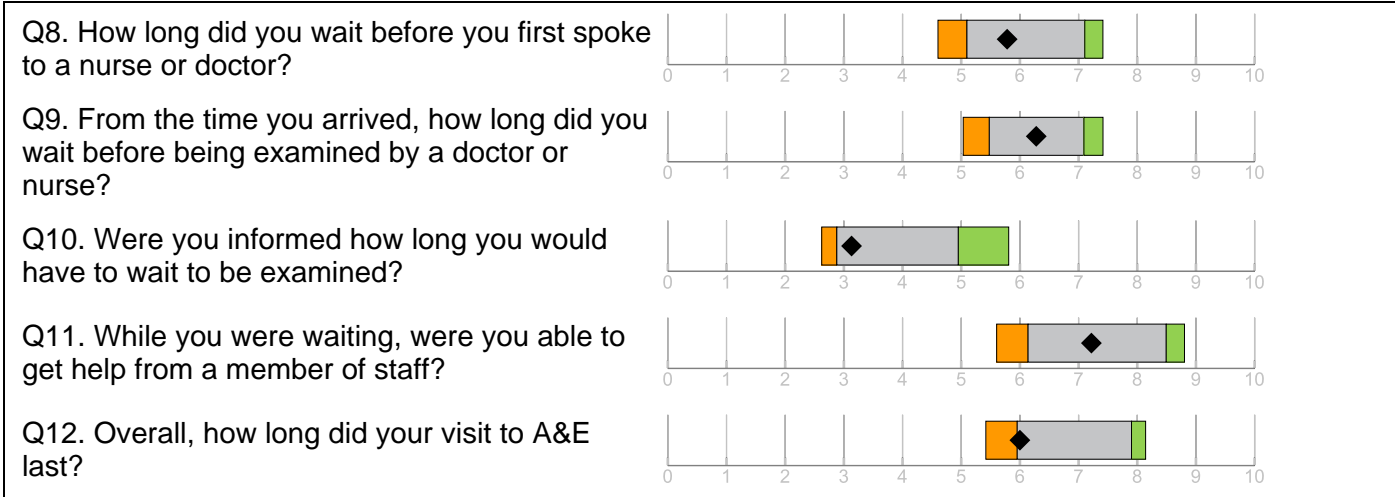 Q8. How long did you wait before you first spoke
to a nurse or doctor?
0 1 2 3 4 5 6 7 8 9 10
Q9. From the time you arrived, how long did you
wait before being examined by a doctor or
nurse?
0 1 2 3 4 5 6 7 8 9 10
Q10. Were you informed how long you would
have to wait to be examined?
0 1 2 3 4 5 6 7 8 9 10
Q11. While you were waiting, were you able to
get help from a member of staff?
0 1 2 3 4 5 6 7 8 9 10
Q12. Overall, how long did your visit to A&E
last?
0 1 2 3 4 5 6 7 8 9 10